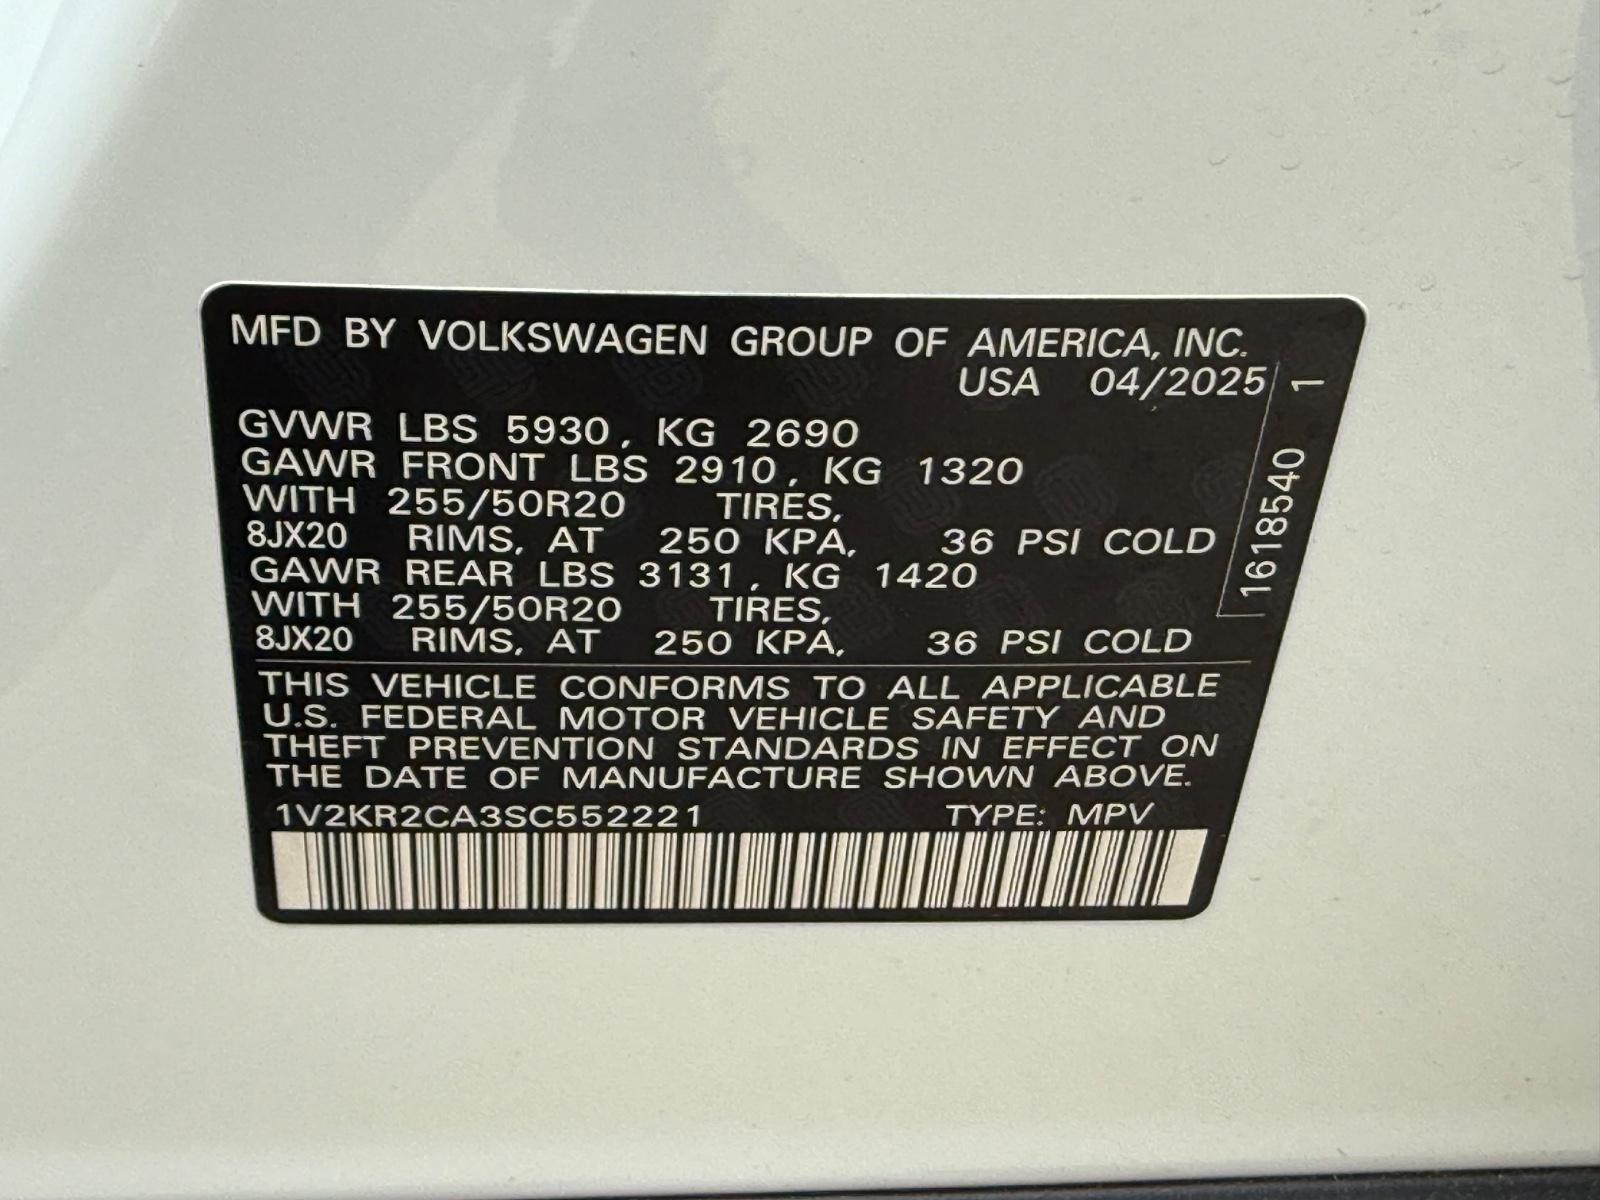 MFD BY VOLKSWAGEN GROUP OF AMERICA, INC.
USA 04/2025
GVWR LBS 5930, KG 2690
GAWR FRONT LBS 2910, KG 1320
WITH 255/50R20 TIRES,
8JX20 RIMS, AT 250 KPA, 36 PSI COLD
GAWR REAR LBS 3131, KG 1420
WITH 255/50R20 TIRES,
8JX20 RIMS, AT 250 KPA, 36 PSI COLD
THIS VEHICLE CONFORMS TO ALL APPLICABLE
U.S. FEDERAL MOTOR VEHICLE SAFETY AND
THEFT PREVENTION STANDARDS IN EFFECT ON
THE DATE OF MANUFACTURE SHOWN ABOVE.
1V2KR2CA3SC552221 TYPE: MPV
1618540 1